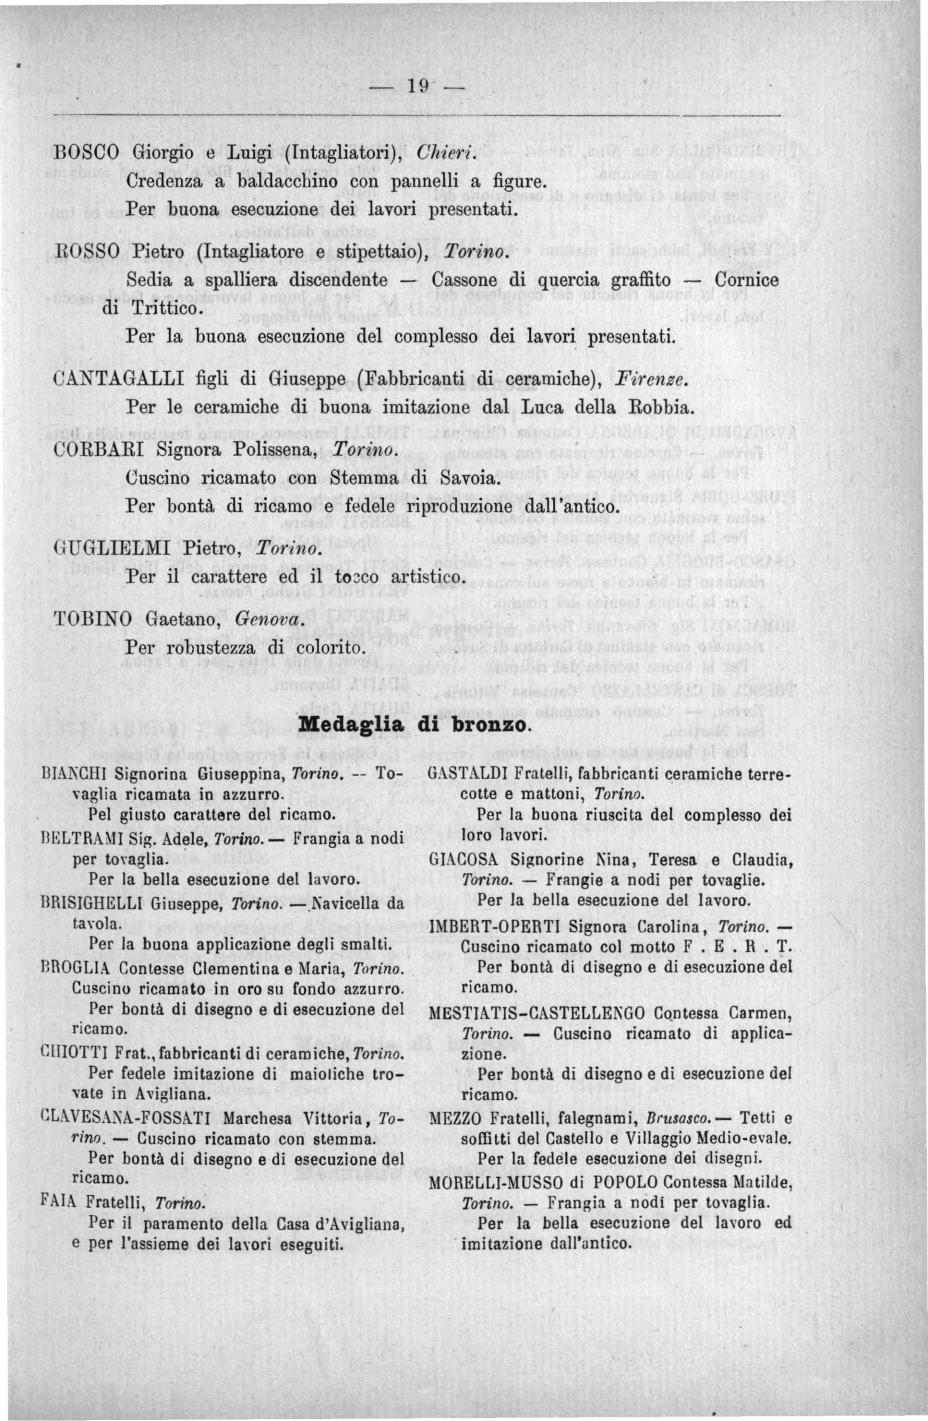 — 19 —
BOSCO Giorgio e Luigi (Intagliatori), Chieri.
Credenza a baldacchino con pannelli a figure.
Per buona esecuzione dei lavori presentati.
ROSSO Pietro (Intagliatore e stipettaio), Torino.
Sedia a spalliera discendente — Cassone di quercia graffito — Cornice
di Trittico.
Per la buona esecuzione del complesso dei lavori presentati.
CANTAGALLI figli di Giuseppe (Fabbricanti di ceramiche), Firenze.
Per le ceramiche di buona imitazione dal Luca della Robbia.
CORBARI Signora Polissena, Torino.
Cuscino ricamato con Stemma di Savoia.
Per bontà di ricamo e fedele riproduzione dall'antico.
GUGLIELMI Pietro, Torino.
Per il carattere ed il tocco artistico.
TOBINO Gaetano, Genova.
Per robustezza di colorito.
Medaglia di bronzo.
BIANCHI Signorina Giuseppina, Torino. — To-
vaglia ricamata in azzurro.
Pel giusto carattere del ricamo.
BELTRAMI Sig. Adele, Torino. — Frangia a nodi
per tovaglia.
Per la bella esecuzione del lavoro.
BRISIGHELLI Giuseppe, Torino. — Navicella da
tavola.
Per la buona applicazione degli smalti.
BROGLIA Contesse Clementina e Maria, Torino.
Cuscino ricamato in oro su fondo azzurro.
Per bontà di disegno e di esecuzione del
ricamo.
CHIOTTI Frat., fabbricanti di ceramiche, Torino.
Per fedele imitazione di maioliche tro-
vate in Avigliana.
CLAVESANA-FOSSATI Marchesa Vittoria, To-
rino. — Cuscino ricamato con stemma.
Per bontà di disegno e di esecuzione del
ricamo.
FAIA Fratelli, Torino.
Per il paramento della Casa d'Avigliana,
e per l'assieme dei lavori eseguiti.
GASTALDI Fratelli, fabbricanti ceramiche terre-
cotte e mattoni, Torino.
Per la buona riuscita del complesso dei
loro lavori.
GIACOSA Signorine Nina, Teresa e Claudia,
Torino. — Frangie a nodi per tovaglie.
Per la bella esecuzione del lavoro.
IMBERT-OPERTI Signora Carolina, Torino. —
Cuscino ricamato col motto F . E . R . T.
Per bontà di disegno e di esecuzione del
ricamo.
MESTIATIS-CASTELLENGO Contessa Carmen,
Torino. — Cuscino ricamato di applica-
zione.
Per bontà di disegno e di esecuzione del
ricamo.
MEZZO Fratelli, falegnami, Brusasco. — Tetti e
soffitti del Castello e Villaggio Medio-evale.
Per la fedele esecuzione dei disegni.
MORELLI-MUSSO di POPOLO Contessa Matilde,
Torino. — Frangia a nodi per tovaglia.
Per la bella esecuzione del lavoro ed
imitazione dall'antico.